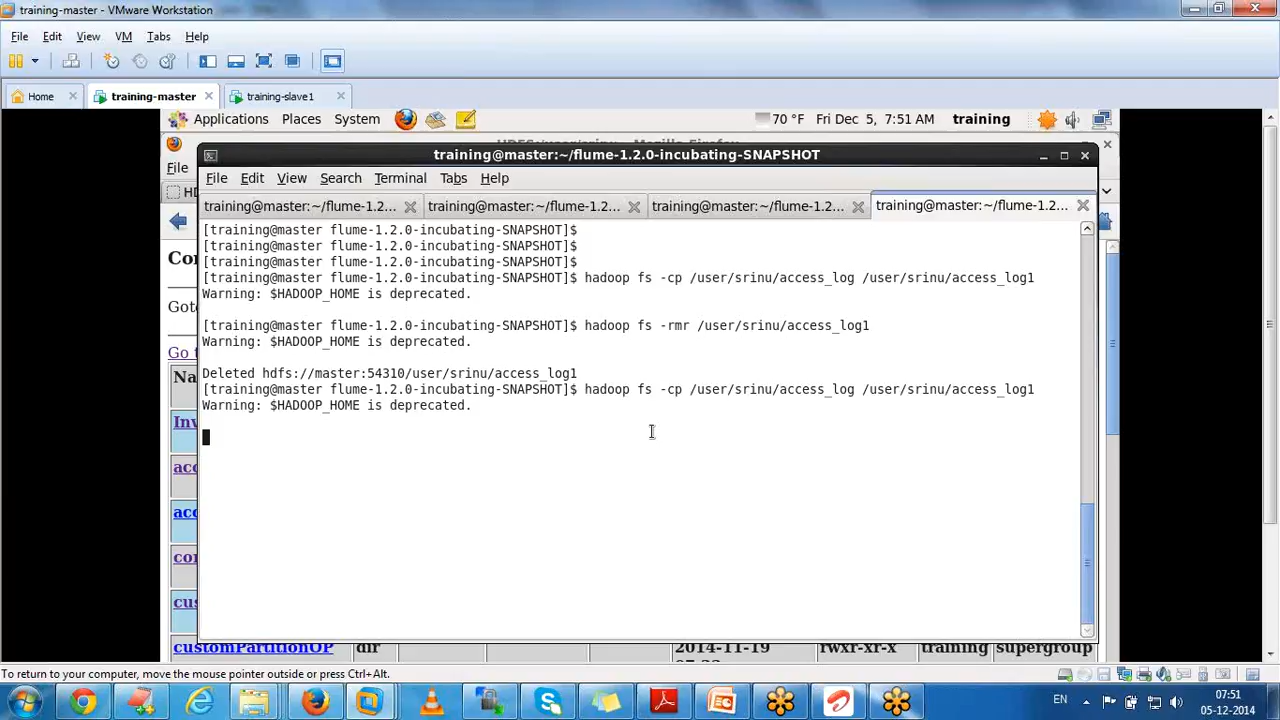 training-master - VMware Workstation
File Edit View VM Tabs Help
Home training-master training-slave1
Applications Places System 70 °F Fri Dec 5, 7:51 AM training
training@master:~/flume-1.2.0-incubating-SNAPSHOT
File
File Edit View Search Terminal Tabs Help
training@master:~/flume-1.2... training@master:~/flume-1.2... training@master:~/flume-1.2... training@master:~/flume-1.2...
[training@master flume-1.2.0-incubating-SNAPSHOT]$
[training@master flume-1.2.0-incubating-SNAPSHOT]$
[training@master flume-1.2.0-incubating-SNAPSHOT]$
[training@master flume-1.2.0-incubating-SNAPSHOT]$ hadoop fs -cp /user/srinu/access_log /user/srinu/access_log1
Warning: $HADOOP_HOME is deprecated.
[training@master flume-1.2.0-incubating-SNAPSHOT]$ hadoop fs -rmr /user/srinu/access_log1
Warning: $HADOOP_HOME is deprecated.
Deleted hdfs://master:54310/user/srinu/access_log1
[training@master flume-1.2.0-incubating-SNAPSHOT]$ hadoop fs -cp /user/srinu/access_log /user/srinu/access_log1
Warning: $HADOOP_HOME is deprecated.
Go t
Na
customPartitionOP dir 2014-11-19 rwxr-xr-x training supergroup
To return to your computer, move the mouse pointer outside or press Ctrl+Alt.
EN 07:51
05-12-2014